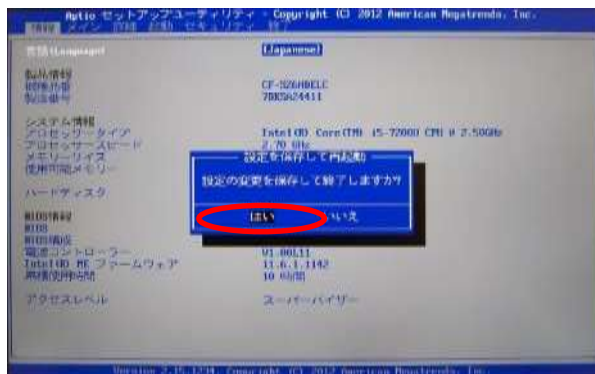 Aptio セットアップユーティリティ - Copyright (C) 2012 American Megatrends, Inc.
情報 メイン 詳細 起動 セキュリティ 終了
言語(Language) [Japanese]
製品情報
機種品番 CF-SZ6HDELC
製造番号 7DKSA24411
システム情報
プロセッサータイプ Intel(R) Core(TM) i5-7200U CPU @ 2.50GHz
プロセッサースピード 2.70 GHz
メモリーサイズ
使用可能メモリー
ハードディスク
設定を保存して再起動
設定の変更を保存して終了しますか?
はい いいえ
BIOS情報
BIOS
BIOS構成
電源コントローラー V1.00L11
Intel(R) ME ファームウェア 11.6.1.1142
累積使用時間 10 時間
アクセスレベル スーパーバイザー
Version 2.15.1234. Copyright (C) 2012 American Megatrends, Inc.